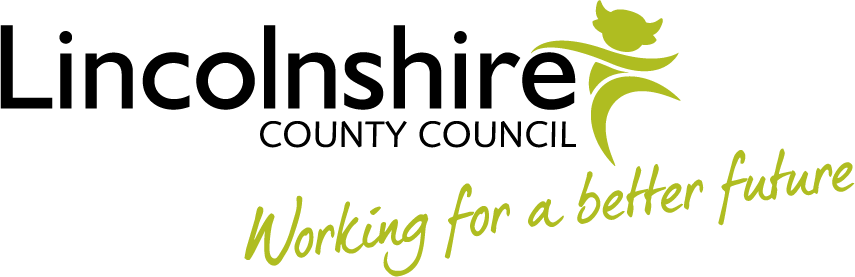 Lincolnshire
COUNTY COUNCIL
Working for a better future